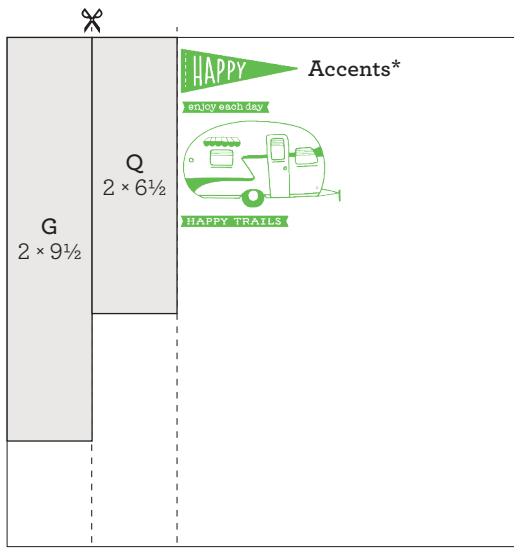 HAPPY
Accents*
enjoy each day
Q
2 × 6½
HAPPY TRAILS
G
2 × 9½